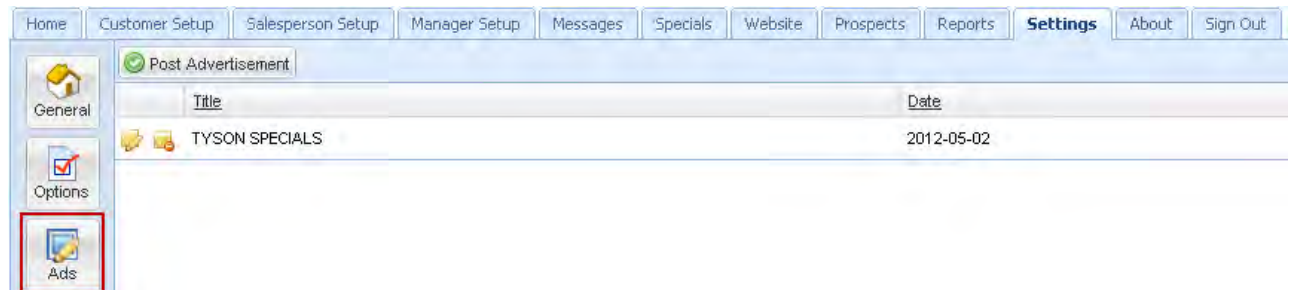 Home Customer Setup Salesperson Setup Manager Setup Messages Specials Website Prospects Reports Settings About Sign Out
Post Advertisement
General
Title Date
TYSON SPECIALS 2012-05-02
Options
Ads